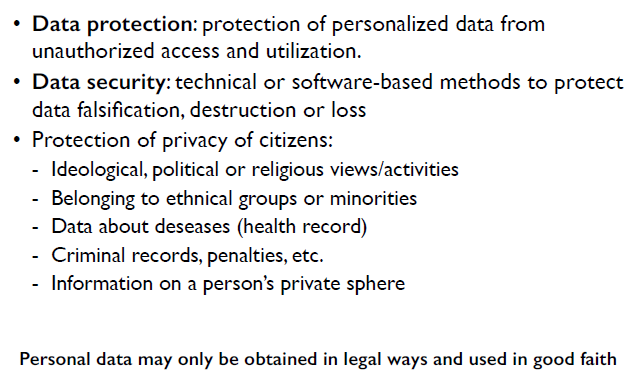 • Data protection: protection of personalized data from
unauthorized access and utilization.
• Data security: technical or software-based methods to protect
data falsification, destruction or loss
• Protection of privacy of citizens:
- Ideological, political or religious views/activities
- Belonging to ethnical groups or minorities
- Data about deseases (health record)
- Criminal records, penalties, etc.
- Information on a person's private sphere
Personal data may only be obtained in legal ways and used in good faith